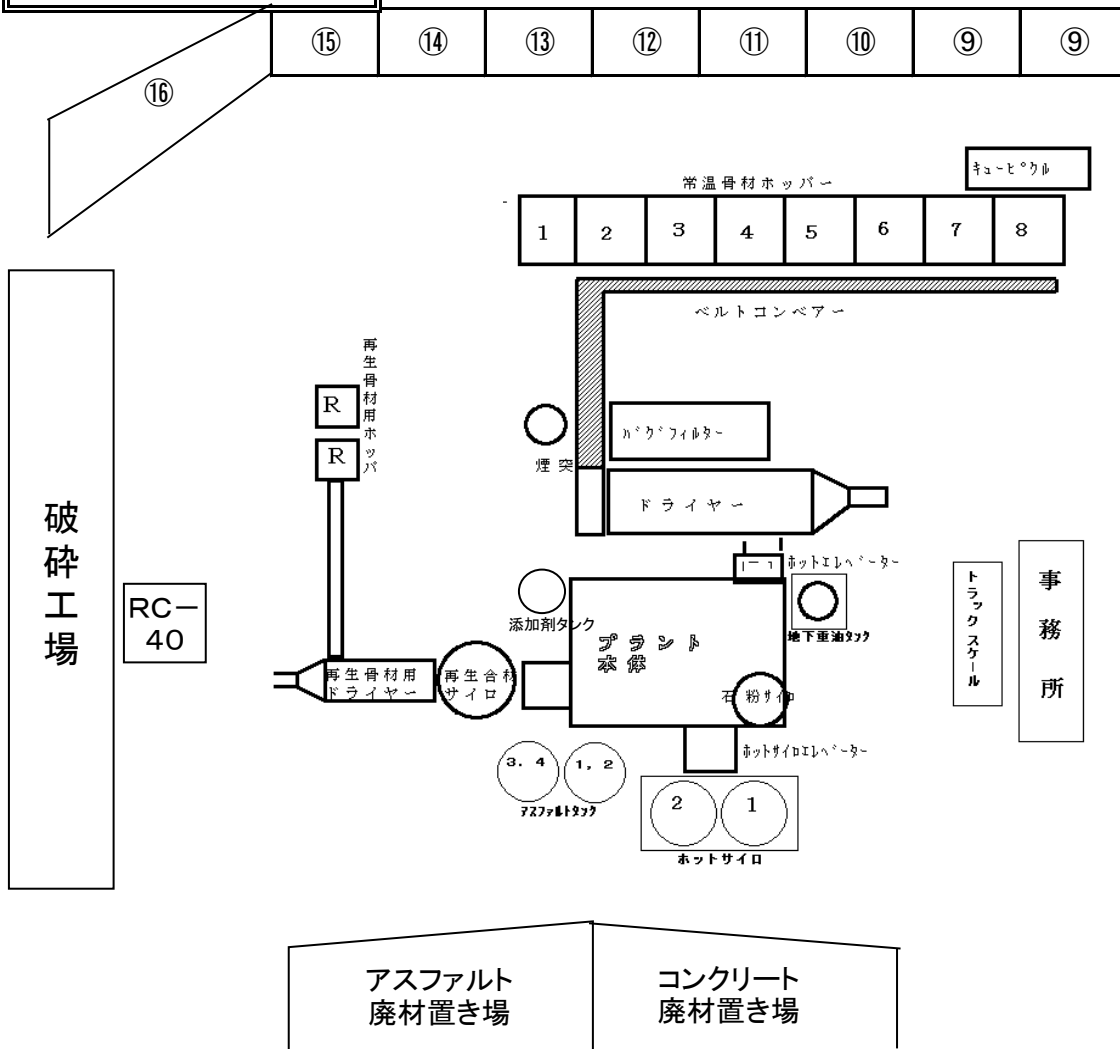 ⑮ ⑭ ⑬ ⑫ ⑪ ⑩ ⑨ ⑨
⑯
キュービクル
常温骨材ホッパー
1 2 3 4 5 6 7 8
ベルトコンベアー
再生骨材用ホッパ
R
R
バグフィルター
煙突
ドライヤー
破砕工場
RC-
40
ホットエレベーター
添加剤タンク
プラント
本体
地下重油タンク
トラックスケール
事務所
再生骨材用
ドライヤー
再生合材
サイロ
石粉サイロ
ホットサイロエレベーター
3.4 1,2
アスファルトタンク
2 1
ホットサイロ
アスファルト
廃材置き場
コンクリート
廃材置き場